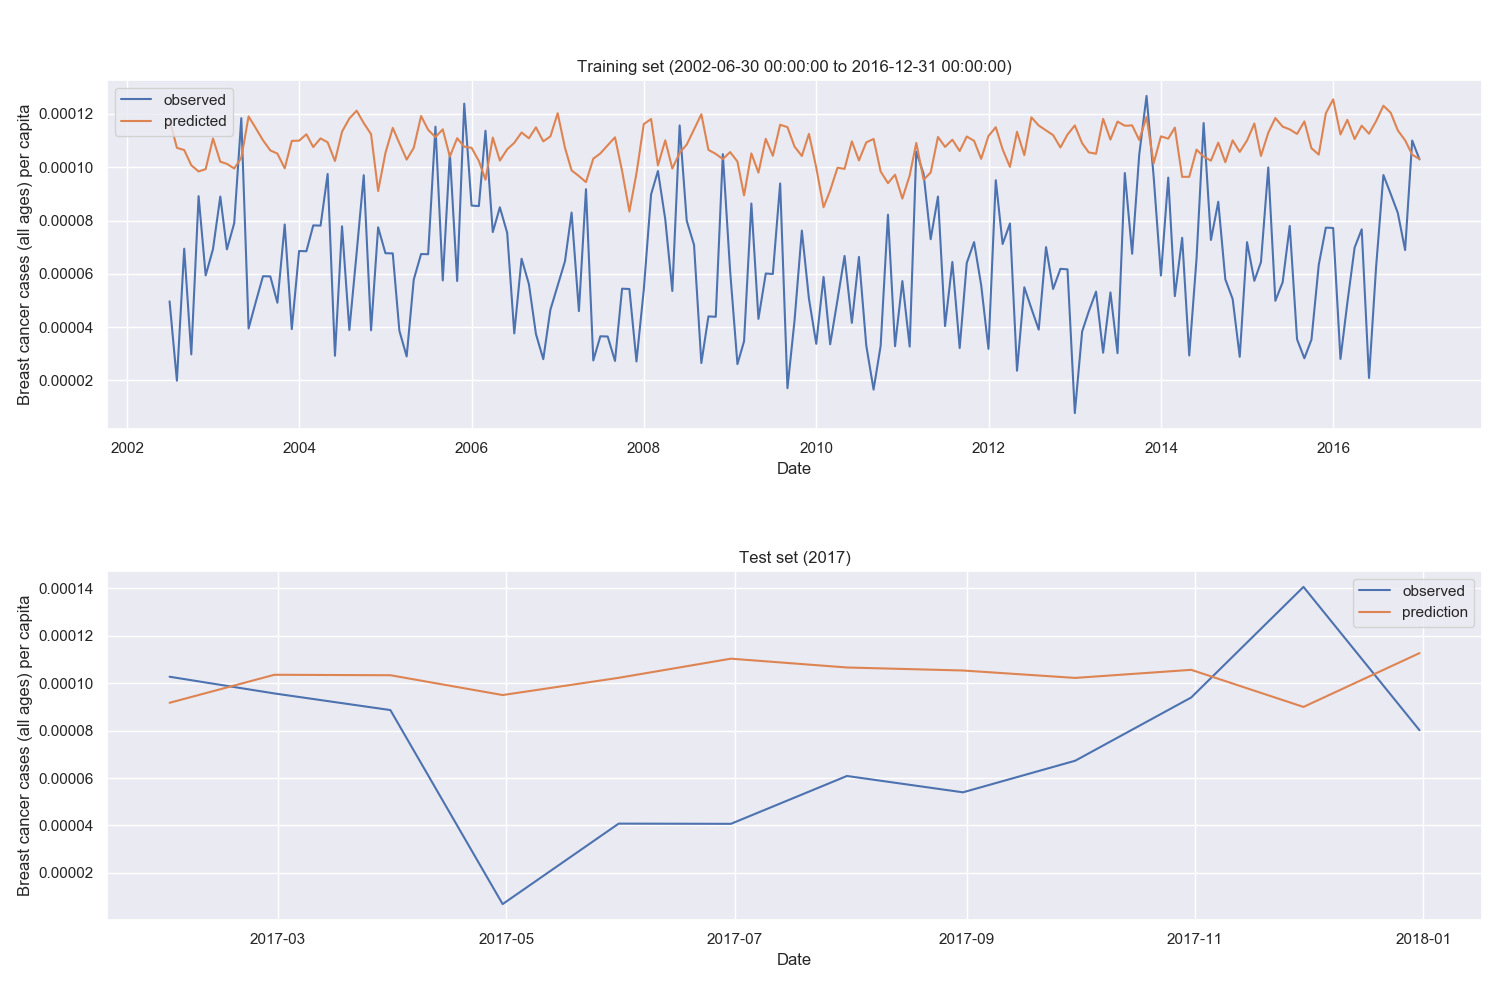 Training set (2002-06-30 00:00:00 to 2016-12-31 00:00:00)
Breast cancer cases (all ages) per capita
0.00012
0.00010
0.00008
0.00006
0.00004
0.00002
observed
predicted
2002 2004 2006 2008 2010 2012 2014 2016
Date
Test set (2017)
Breast cancer cases (all ages) per capita
0.00014
0.00012
0.00010
0.00008
0.00006
0.00004
0.00002
observed
prediction
2017-03 2017-05 2017-07 2017-09 2017-11 2018-01
Date